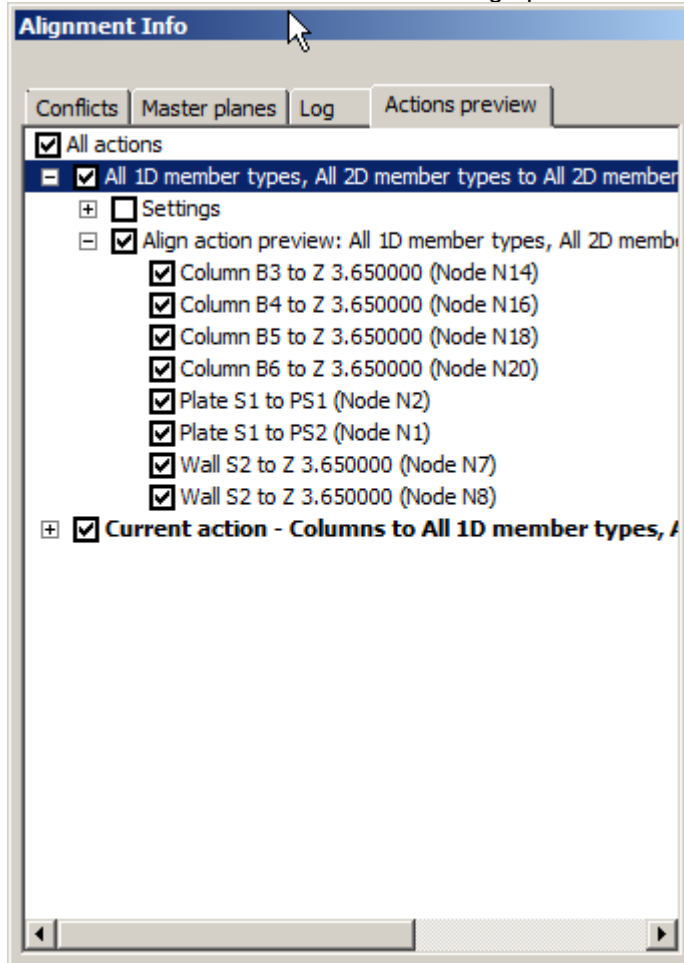 Alignment Info
Conflicts Master planes Log Actions preview
All actions
All 1D member types, All 2D member types to All 2D member
Settings
Align action preview: All 1D member types, All 2D memb
Column B3 to Z 3.650000 (Node N14)
Column B4 to Z 3.650000 (Node N16)
Column B5 to Z 3.650000 (Node N18)
Column B6 to Z 3.650000 (Node N20)
Plate S1 to PS1 (Node N2)
Plate S1 to PS2 (Node N1)
Wall S2 to Z 3.650000 (Node N7)
Wall S2 to Z 3.650000 (Node N8)
Current action - Columns to All 1D member types,